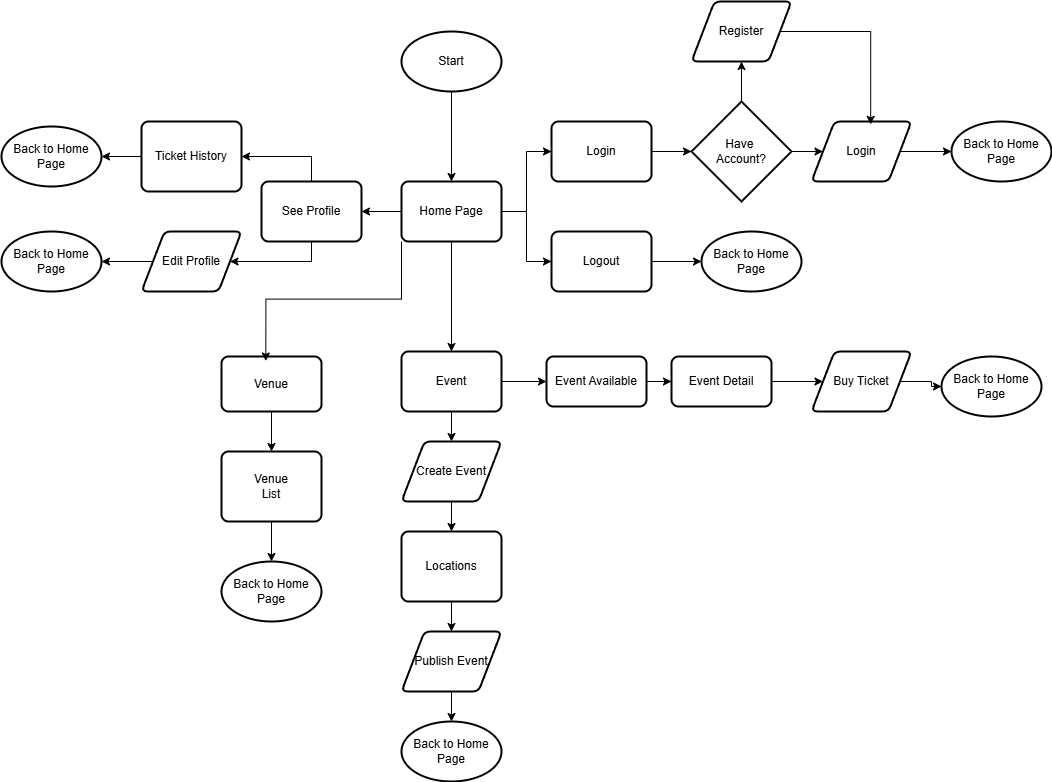 Register
Start
Back to Home
Page
Ticket History
Login
Have
Account?
Login
Back to Home
Page
See Profile
Home Page
Back to Home
Page
Edit Profile
Logout
Back to Home
Page
Venue
Event
Event Available
Event Detail
Buy Ticket
Back to Home
Page
Create Event
Venue
List
Locations
Back to Home
Page
Publish Event
Back to Home
Page